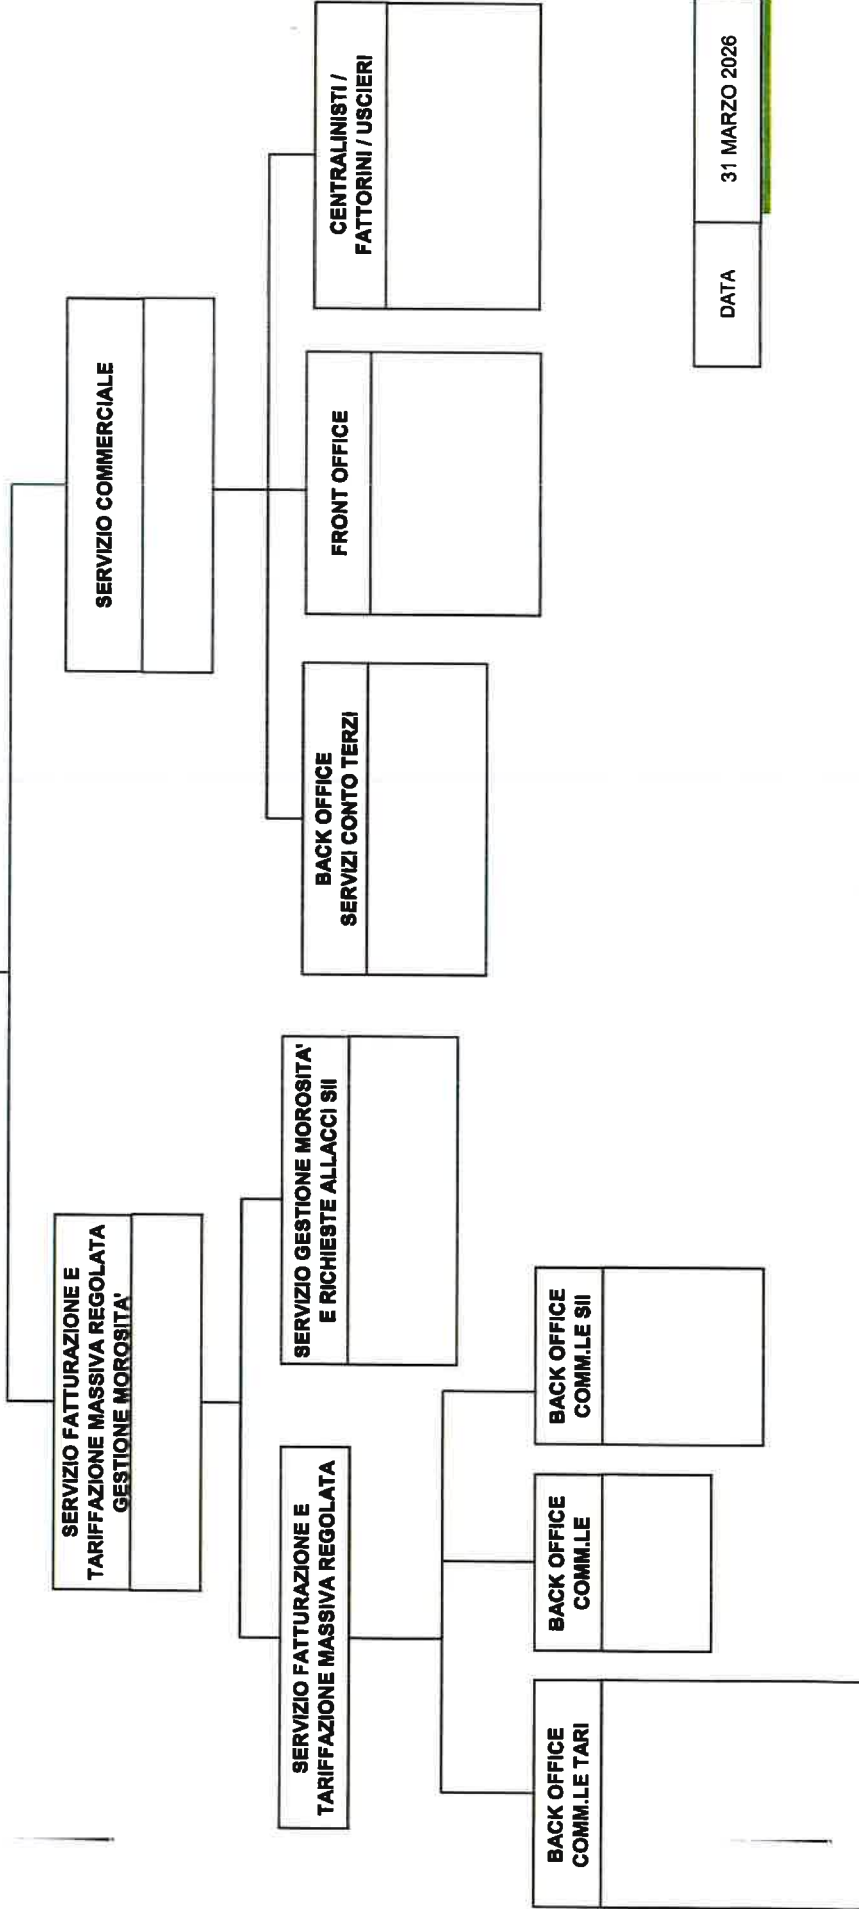 SERVIZIO FATTURAZIONE E
TARIFFAZIONE MASSIVA REGOLATA
GESTIONE MOROSITA'
SERVIZIO COMMERCIALE
SERVIZIO FATTURAZIONE E
TARIFFAZIONE MASSIVA REGOLATA
SERVIZIO GESTIONE MOROSITA'
E RICHIESTE ALLACCI SII
BACK OFFICE
SERVIZI CONTO TERZI
FRONT OFFICE
CENTRALINISTI /
FATTORINI / USCIERI
BACK OFFICE
COMM.LE TARI
BACK OFFICE
COMM.LE
BACK OFFICE
COMM.LE SII
DATA
31 MARZO 2026